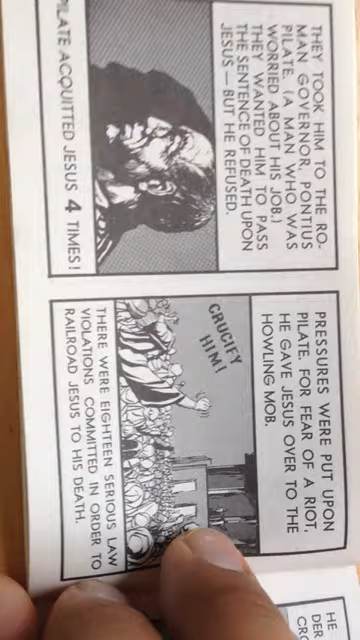 THEY TOOK HIM TO THE RO-
MAN GOVERNOR, PONTIUS
PILATE. (A MAN WHO WAS
WORRIED ABOUT HIS JOB.)
THEY WANTED HIM TO PASS
THE SENTENCE OF DEATH UPON
JESUS — BUT HE REFUSED.
PILATE ACQUITTED JESUS 4 TIMES!
PRESSURES WERE PUT UPON
PILATE. FOR FEAR OF A RIOT,
HE GAVE JESUS OVER TO THE
HOWLING MOB.
CRUCIFY
HIM!
THERE WERE EIGHTEEN SERIOUS LAW
VIOLATIONS COMMITTED IN ORDER TO
RAILROAD JESUS TO HIS DEATH.
HE